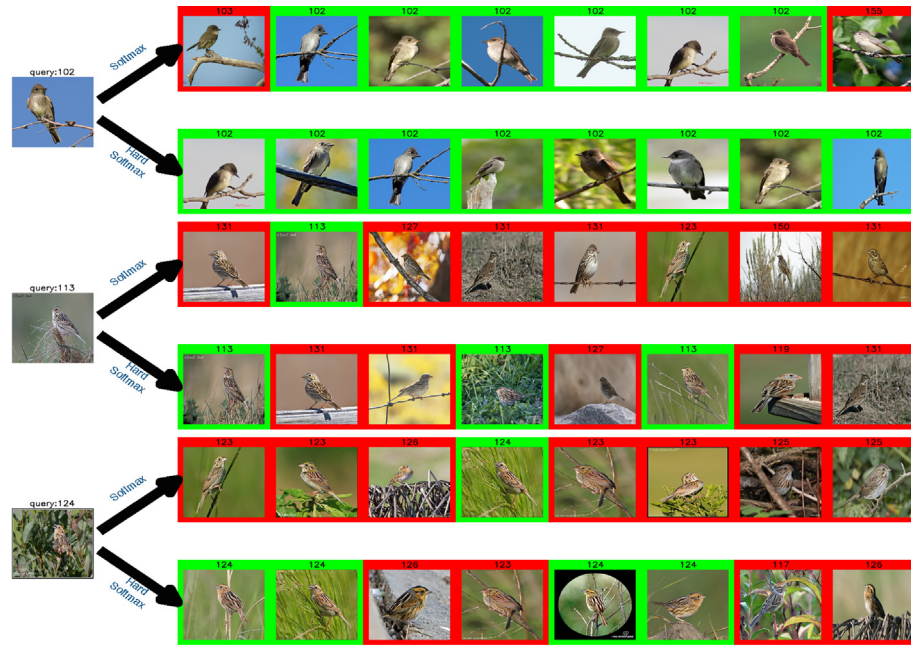 103 102 102 102 102 102 102 155
Softmax
query:102
Hard
Softmax
102 102 102 102 102 102 102 102
131 113 127 131 131 123 150 131
Softmax
query:113
Hard
Softmax
113 131 131 113 127 113 119 131
123 123 126 124 123 123 125 125
Softmax
query:124
Hard
Softmax
124 124 126 123 124 124 117 126